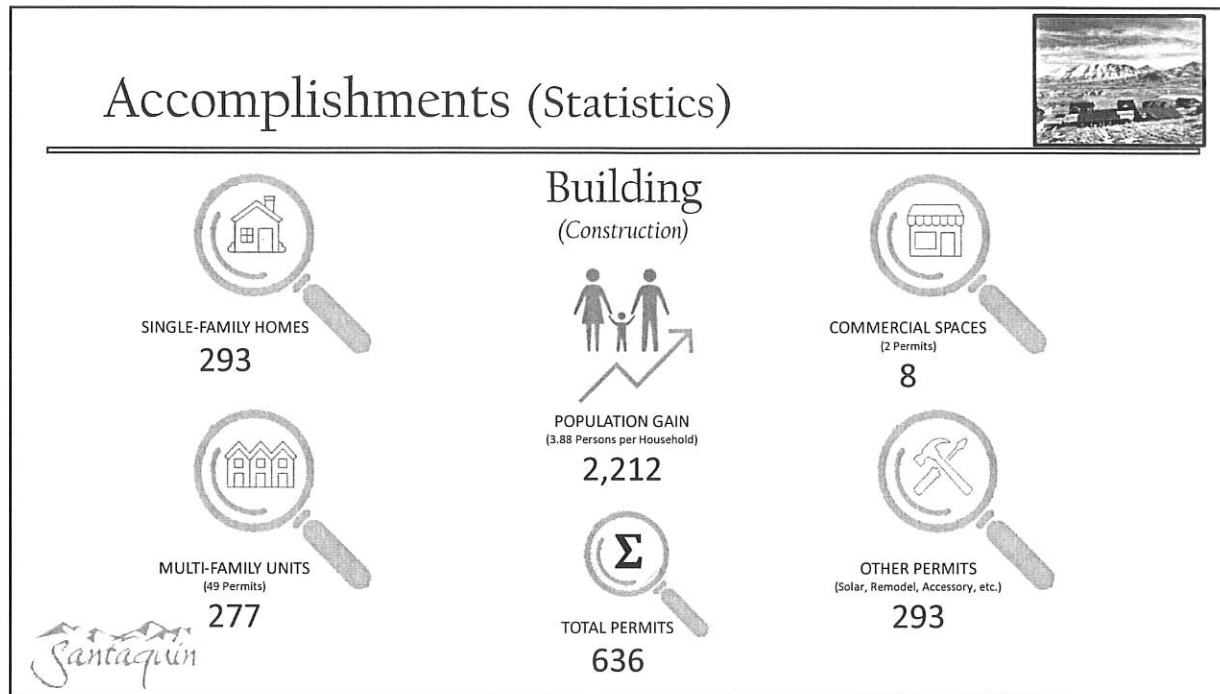 Accomplishments (Statistics)
Building
(Construction)
SINGLE-FAMILY HOMES
293
POPULATION GAIN
(3.88 Persons per Household)
2,212
COMMERCIAL SPACES
(2 Permits)
8
MULTI-FAMILY UNITS
(49 Permits)
277
Σ
TOTAL PERMITS
636
OTHER PERMITS
(Solar, Remodel, Accessory, etc.)
293
Santaquin